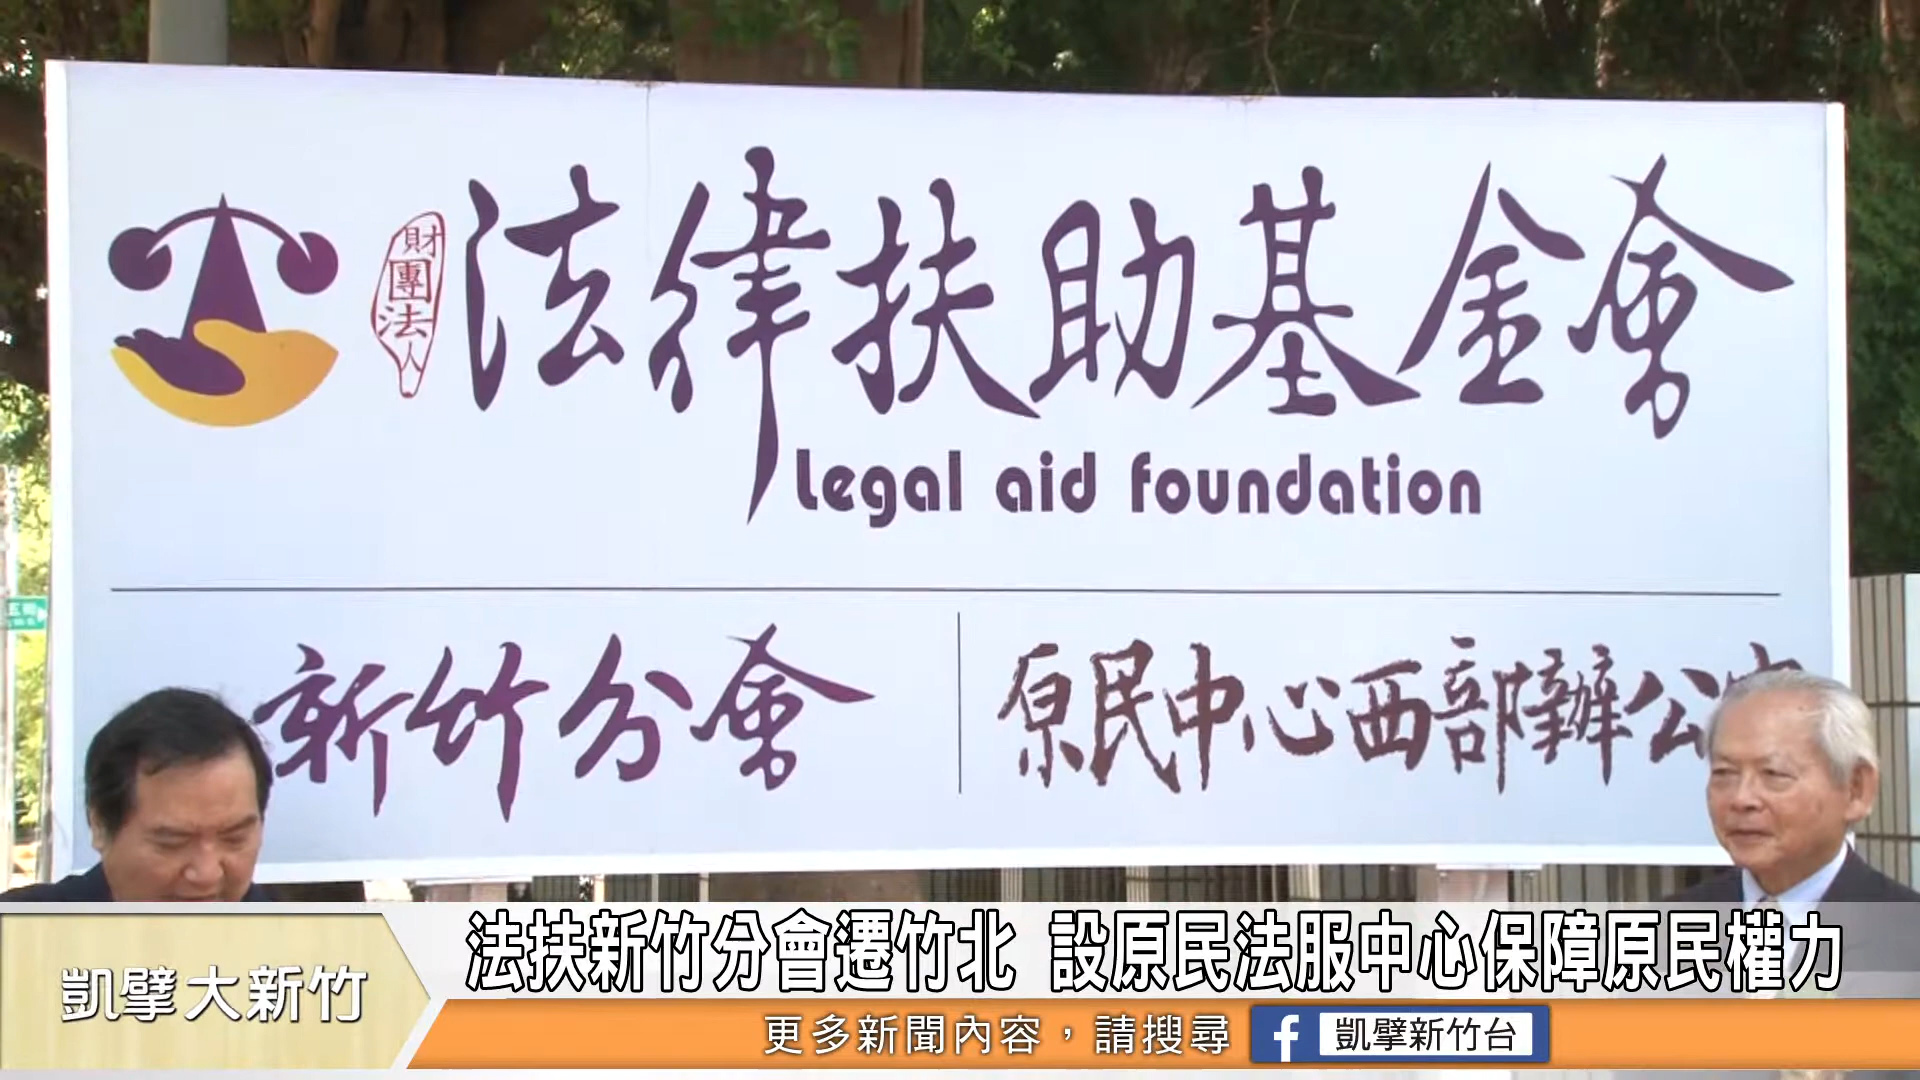 財團法人
法律扶助基金會
Legal aid foundation
新竹分會
原民中心西部辦公
法扶新竹分會遷竹北 設原民法服中心保障原民權力
凱擘大新竹
更多新聞內容，請搜尋
f 凱擘新竹台